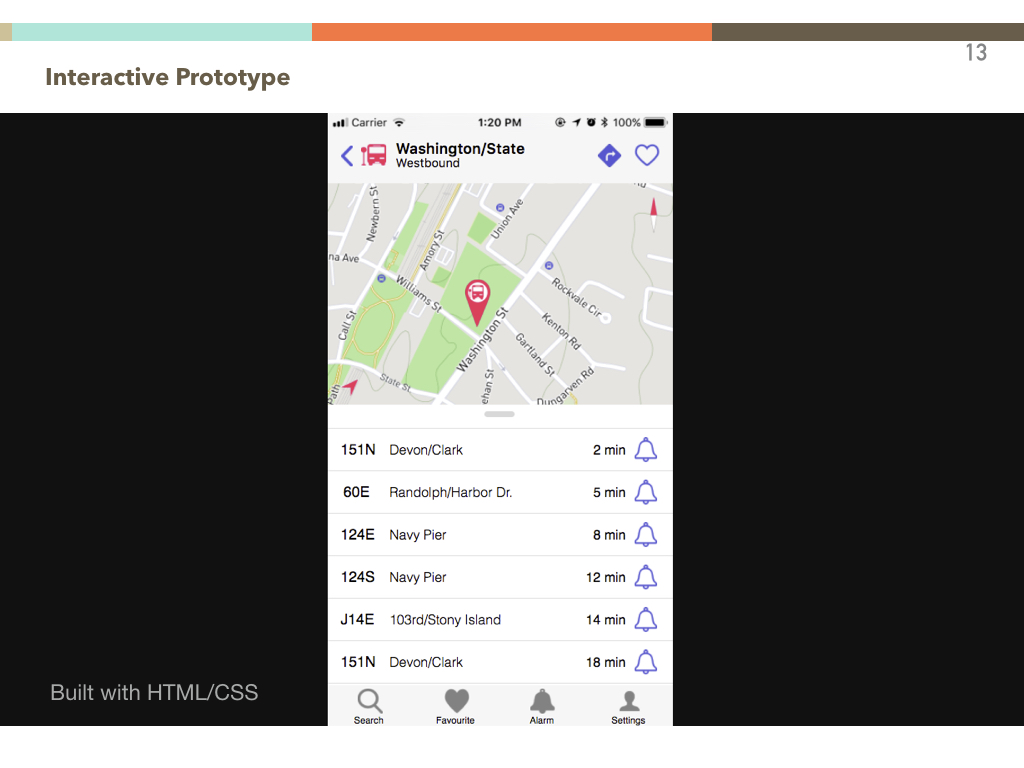 13
Interactive Prototype
Carrier 1:20 PM 100%
Washington/State
Westbound
Newbern St
Union Ave
Amory St
na Ave
Williams St
Rockvale Cir
Call St
Washington St
Kenton Rd
Gartland St
State St
ehan St
Dungarven Rd
Path
151N Devon/Clark 2 min
60E Randolph/Harbor Dr. 5 min
124E Navy Pier 8 min
124S Navy Pier 12 min
J14E 103rd/Stony Island 14 min
151N Devon/Clark 18 min
Built with HTML/CSS
Search Favourite Alarm Settings